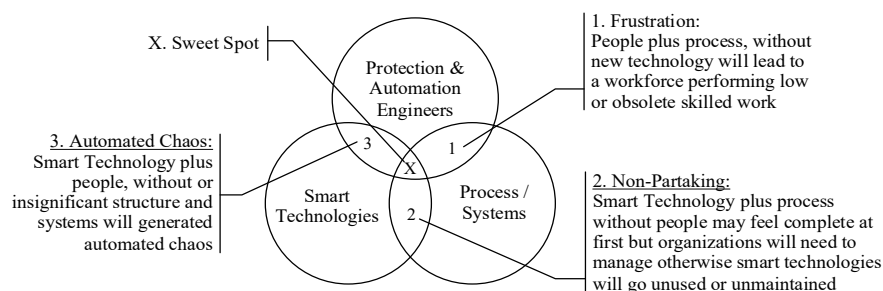 X. Sweet Spot
1. Frustration:
People plus process, without
new technology will lead to
a workforce performing low
or obsolete skilled work
Protection &
Automation
Engineers
3. Automated Chaos:
Smart Technology plus
people, without or
insignificant structure and
systems will generated
automated chaos
3
1
X
Smart
Technologies
2
Process /
Systems
2. Non-Partaking:
Smart Technology plus process
without people may feel complete at
first but organizations will need to
manage otherwise smart technologies
will go unused or unmaintained